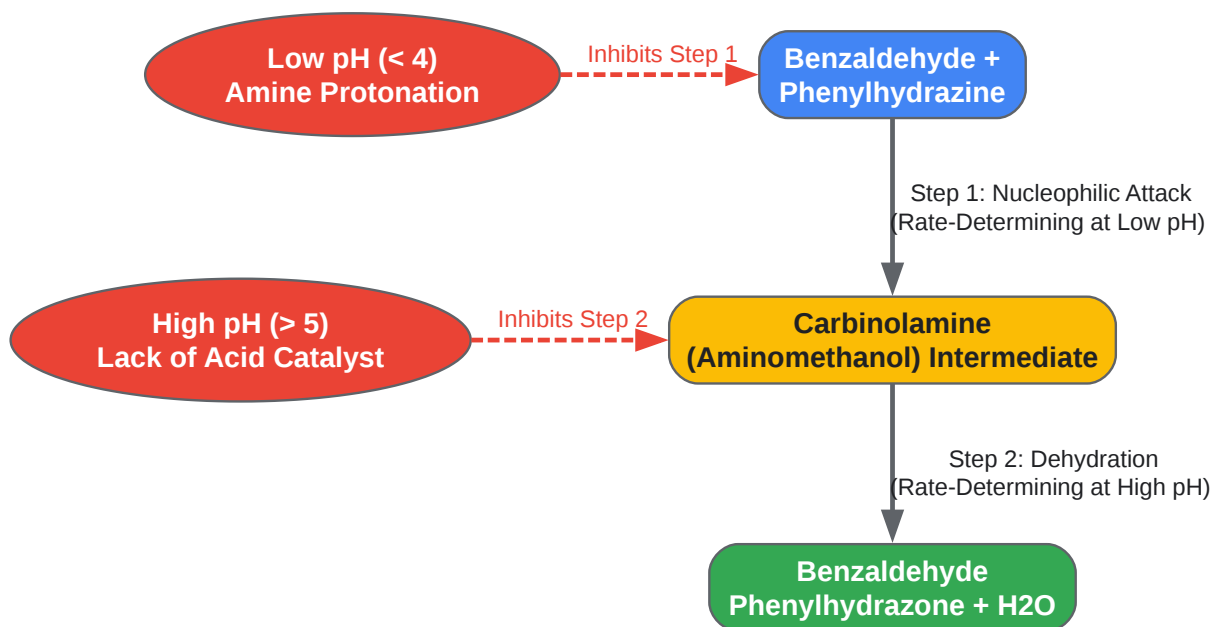 Low pH (< 4)
Amine Protonation
Inhibits Step 1
Benzaldehyde +
Phenylhydrazine
Step 1: Nucleophilic Attack
(Rate-Determining at Low pH)
High pH (> 5)
Lack of Acid Catalyst
Inhibits Step 2
Carbinolamine
(Aminomethanol) Intermediate
Step 2: Dehydration
(Rate-Determining at High pH)
Benzaldehyde
Phenylhydrazone + H2O